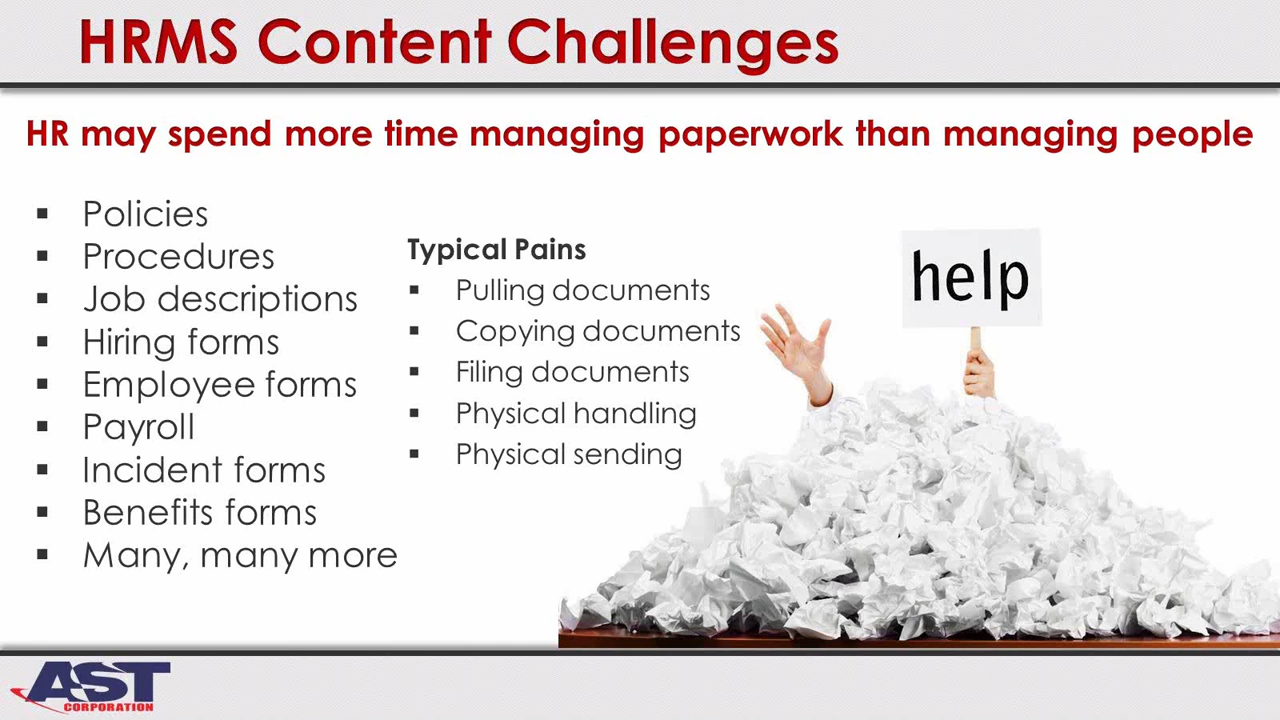 HRMS Content Challenges
HR may spend more time managing paperwork than managing people
▪ Policies
▪ Procedures
▪ Job descriptions
▪ Hiring forms
▪ Employee forms
▪ Payroll
▪ Incident forms
▪ Benefits forms
▪ Many, many more
Typical Pains
▪ Pulling documents
▪ Copying documents
▪ Filing documents
▪ Physical handling
▪ Physical sending
help
AST
CORPORATION